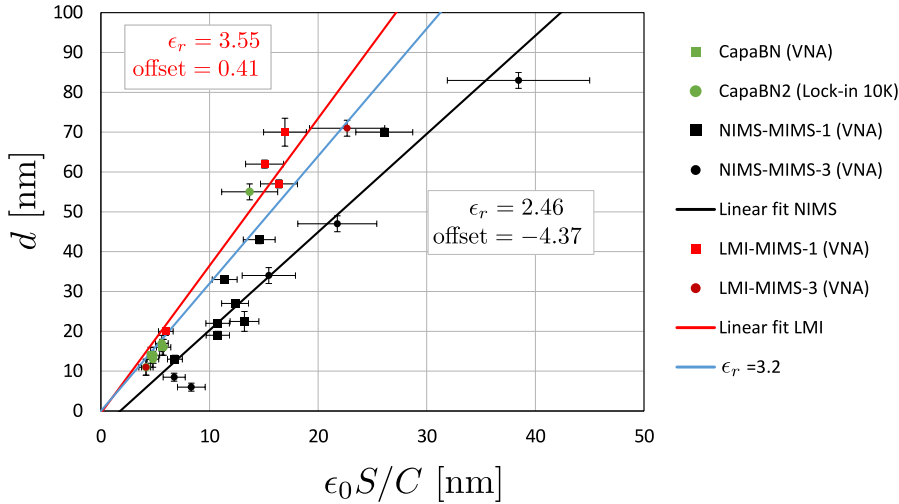 100
90
80
70
60
50
40
30
20
10
0
d [nm]
0 10 20 30 40 50
ϵ₀S/C [nm]
ϵᵣ = 3.55
offset = 0.41
ϵᵣ = 2.46
offset = −4.37
CapaBN (VNA)
CapaBN2 (Lock-in 10K)
NIMS-MIMS-1 (VNA)
NIMS-MIMS-3 (VNA)
Linear fit NIMS
LMI-MIMS-1 (VNA)
LMI-MIMS-3 (VNA)
Linear fit LMI
ϵᵣ =3.2